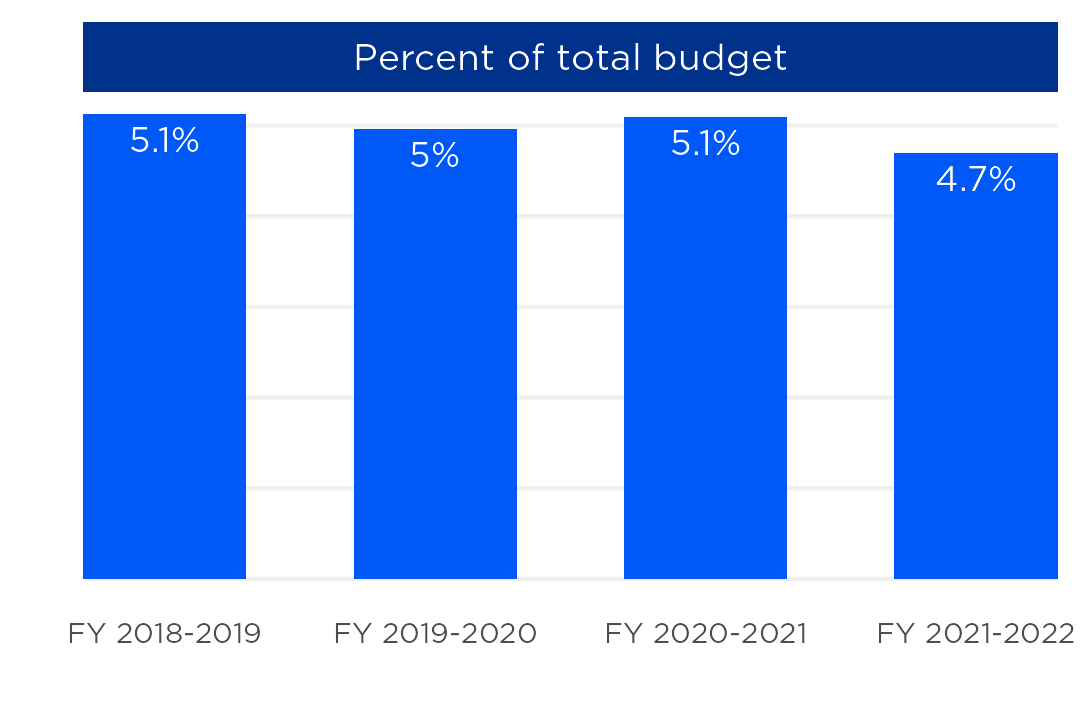 Percent of total budget
5.1%
5%
5.1%
4.7%
FY 2018-2019
FY 2019-2020
FY 2020-2021
FY 2021-2022